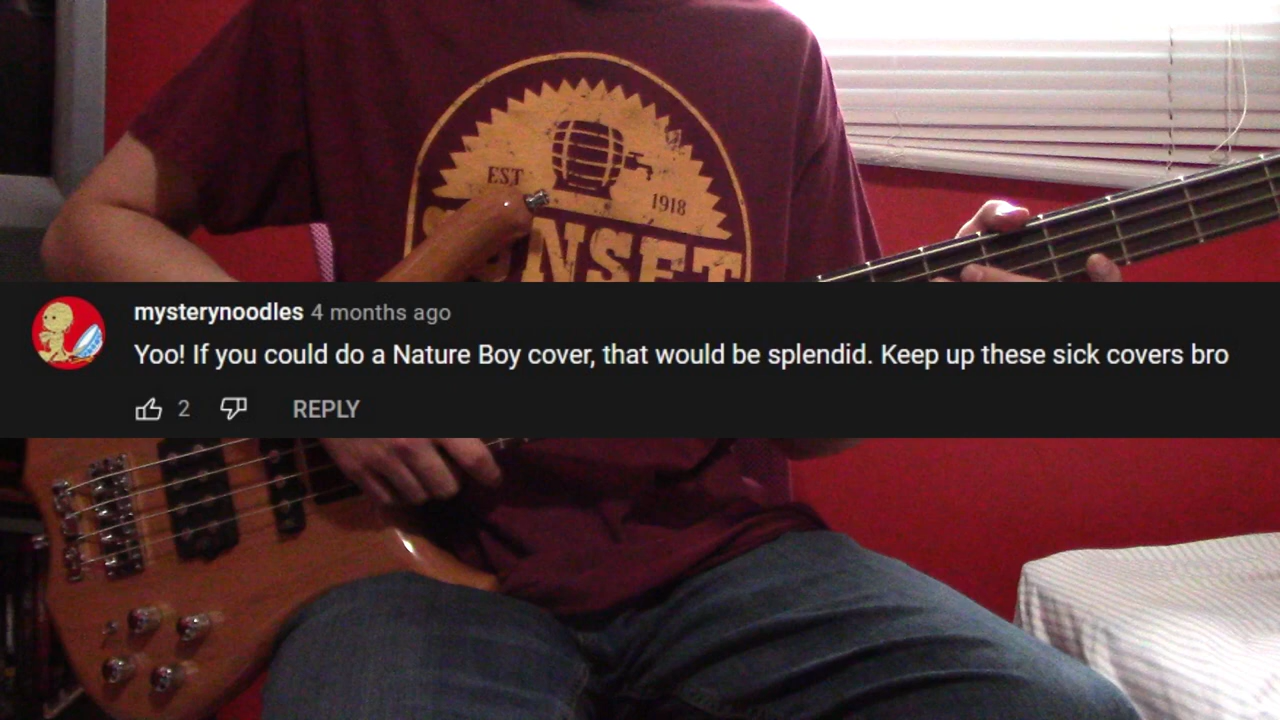 EST
1918
SUNSET
mysterynoodles 4 months ago
Yoo! If you could do a Nature Boy cover, that would be splendid. Keep up these sick covers bro
2
REPLY